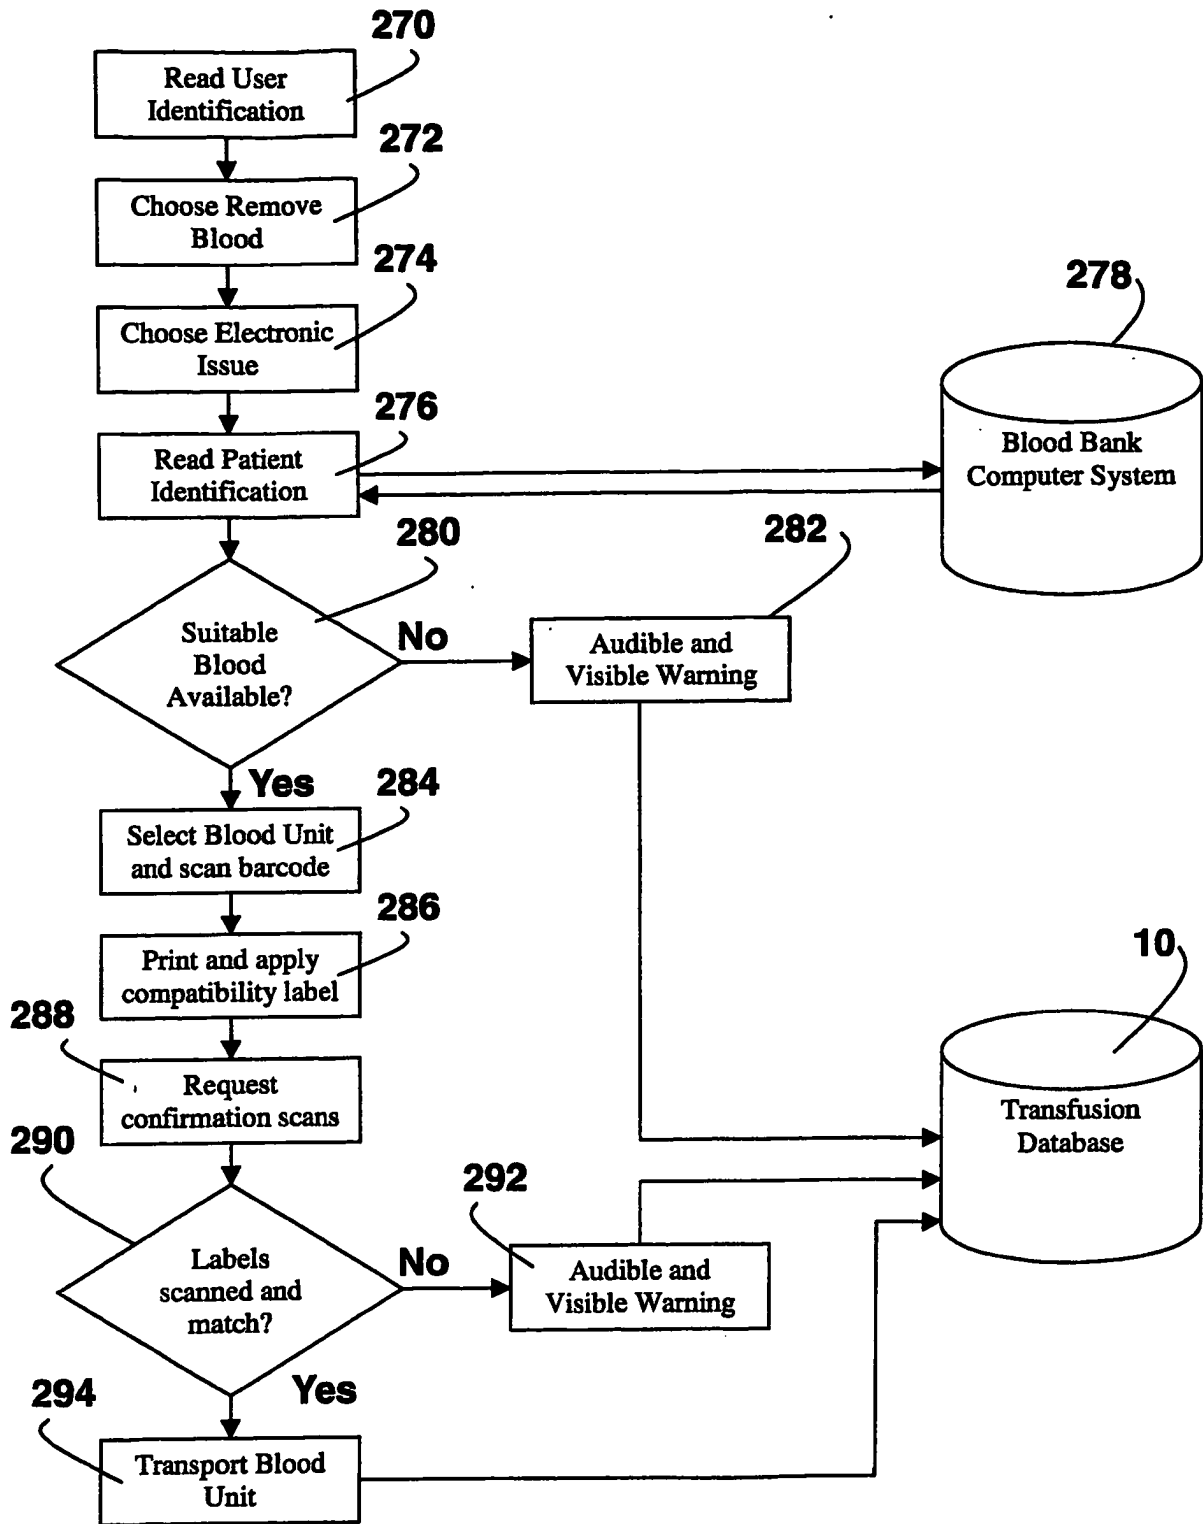 270
Read User
Identification
272
Choose Remove
Blood
274
Choose Electronic
Issue
278
276
Read Patient
Identification
Blood Bank
Computer System
280
282
Suitable
Blood
Available?
No
Audible and
Visible Warning
Yes
284
Select Blood Unit
and scan barcode
286
Print and apply
compatibility label
10
288
Request
confirmation scans
Transfusion
Database
290
292
Labels
scanned and
match?
No
Audible and
Visible Warning
Yes
294
Transport Blood
Unit